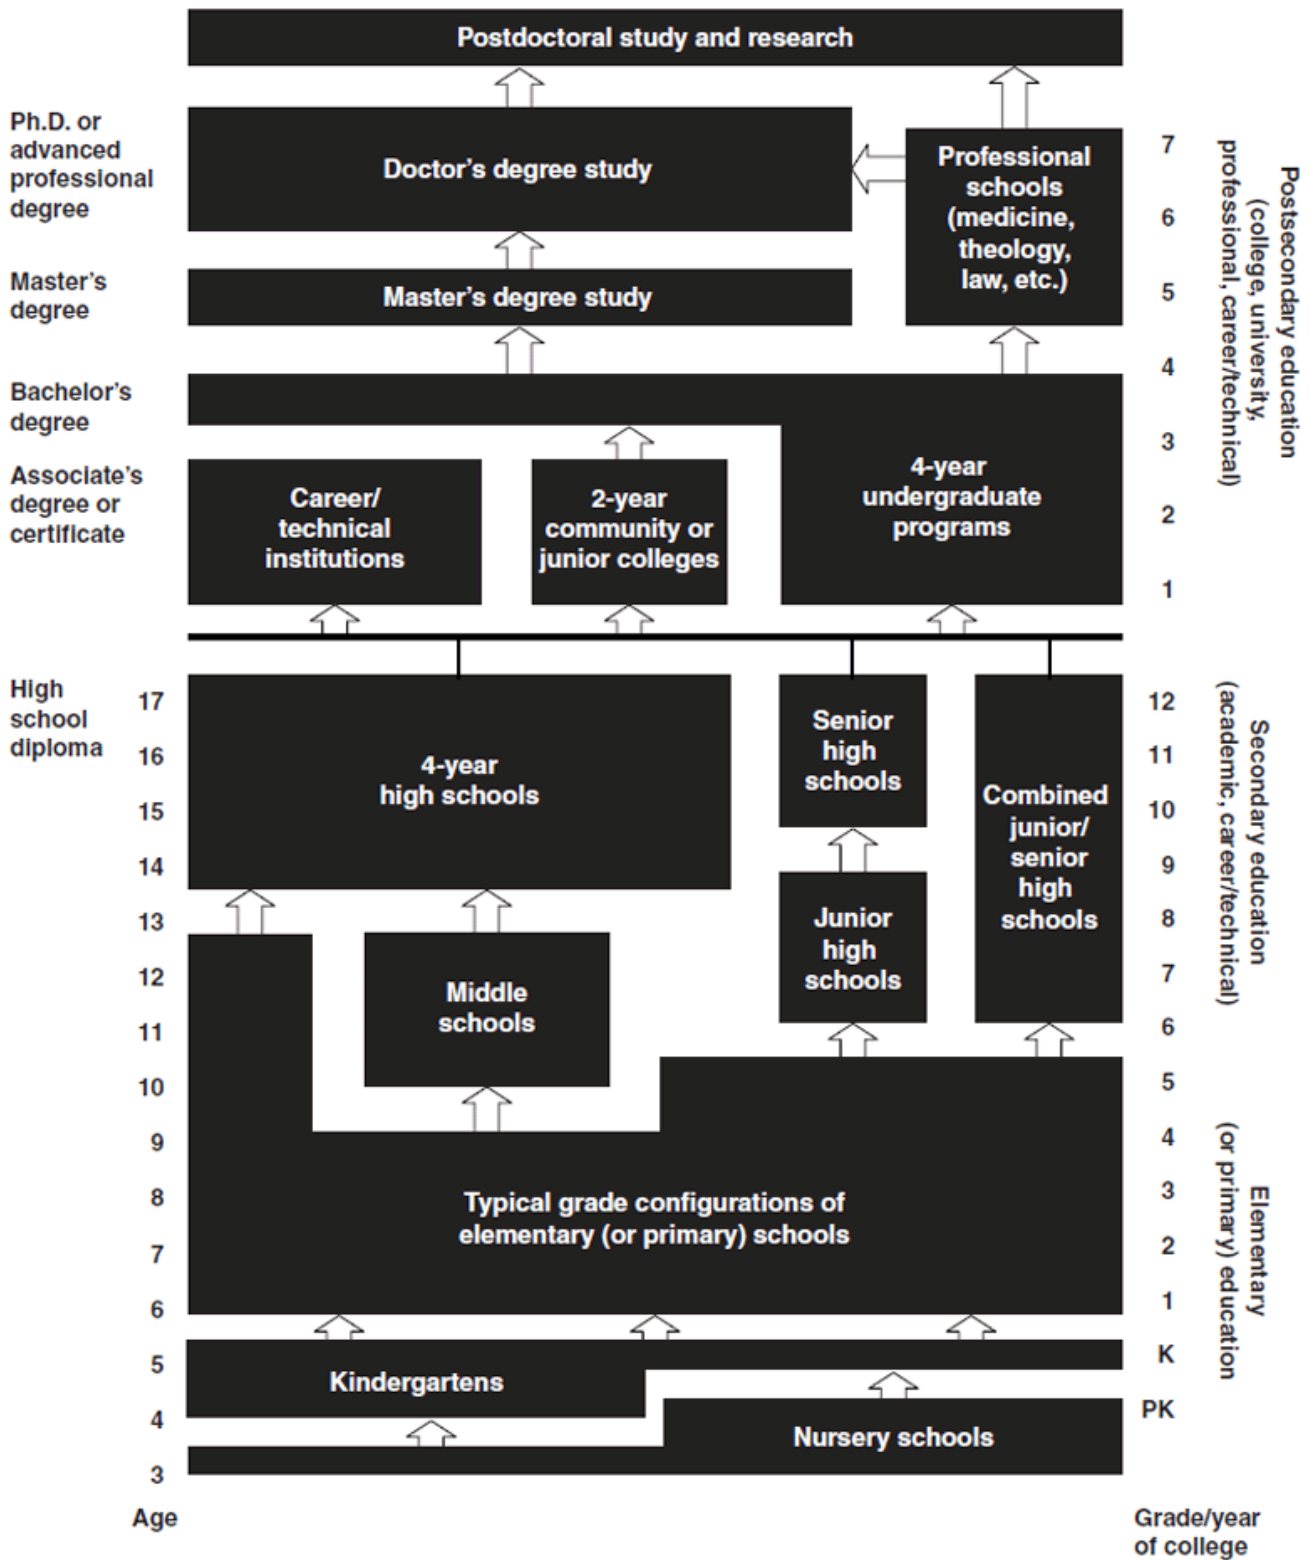 Postdoctoral study and research
Ph.D. or
advanced
professional
degree
Doctor’s degree study
Professional
schools
(medicine,
theology,
law, etc.)
7
6
5
Master’s
degree
Master’s degree study
4
Bachelor’s
degree
3
Associate’s
degree or
certificate
Career/
technical
institutions
2-year
community or
junior colleges
4-year
undergraduate
programs
2
1
Postsecondary education
(college, university,
professional, career/technical)
High
school
diploma
17
16
15
14
13
12
11
10
9
8
7
6
5
4
3
4-year
high schools
Senior
high
schools
Combined
junior/
senior
high
schools
Junior
high
schools
Middle
schools
Typical grade configurations of
elementary (or primary) schools
Kindergartens
Nursery schools
12
11
10
9
8
7
6
5
4
3
2
1
K
PK
Secondary education
(academic, career/technical)
Elementary
(or primary) education
Age
Grade/year
of college